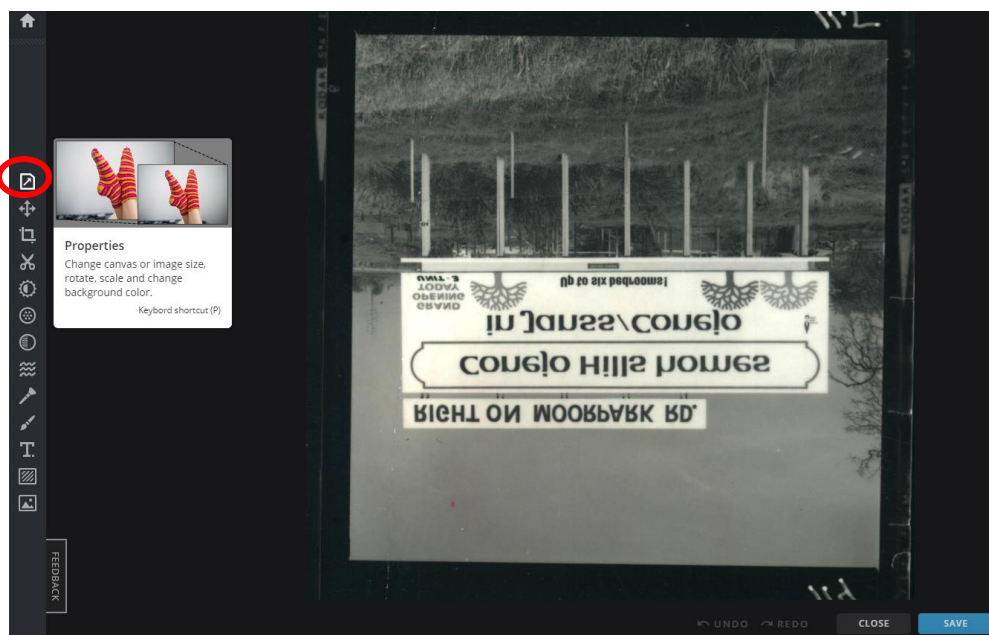 Properties
Change canvas or image size,
rotate, scale and change
background color.
Keybord shortcut (P)
RIGHT ON MOORPARK RD.
Conejo Hills homes
in Janss/Conejo
GRAND
OPENING
TODAY
UNIT-3
Up to six bedrooms!
KODAK
KODAK
FEEDBACK
UNDO
REDO
CLOSE
SAVE